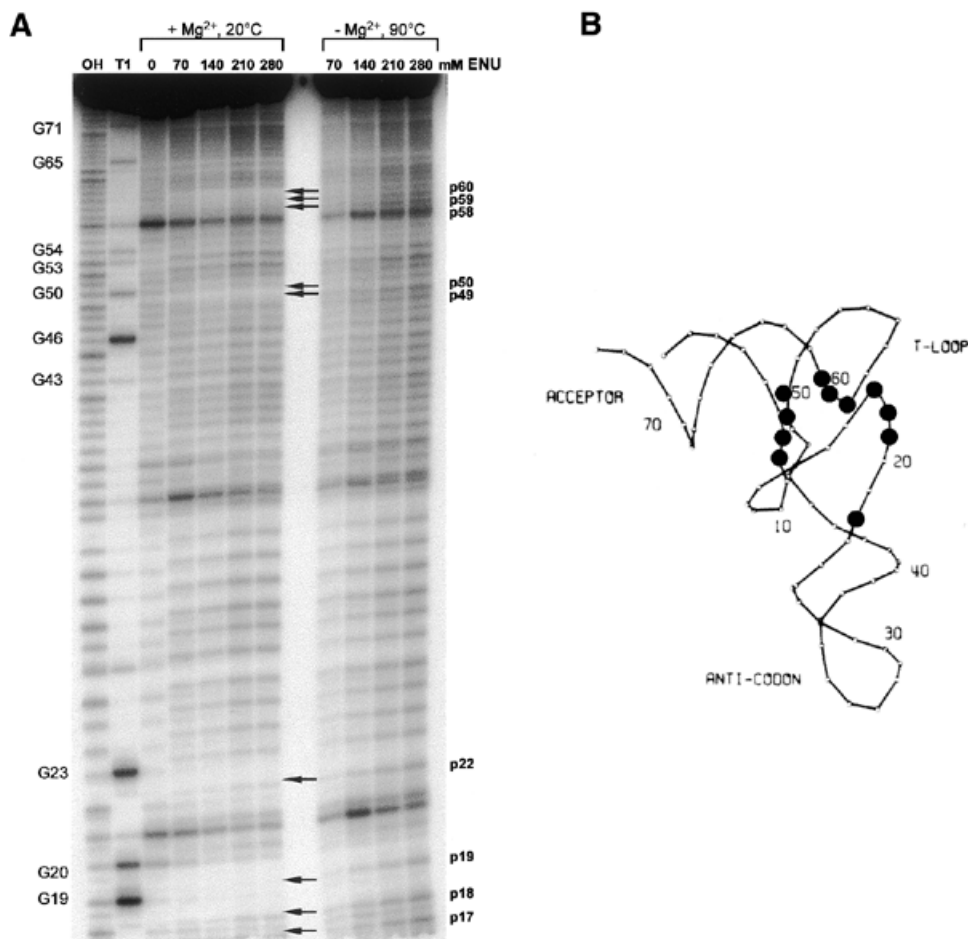 A
B
+ Mg2+, 20°C
- Mg2+, 90°C
OH T1 0 70 140 210 280
70 140 210 280 mM ENU
G71
G65
G54
G53
G50
G46
G43
G23
G20
G19
p60
p59
p58
p50
p49
p22
p19
p18
p17
T-LOOP
ACCEPTOR
60
50
70
20
10
40
30
ANTI-CODON